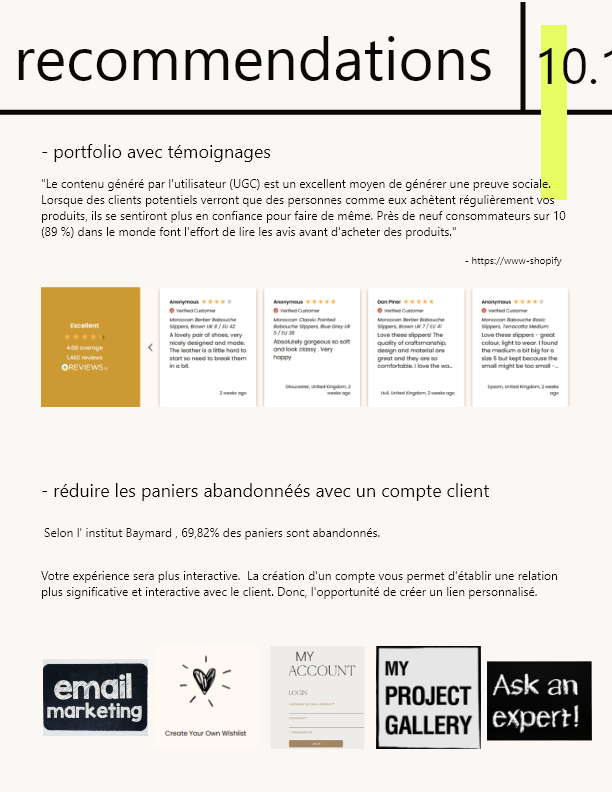 recommendations
10.1
- portfolio avec témoignages
"Le contenu généré par l'utilisateur (UGC) est un excellent moyen de générer une preuve sociale.
Lorsque des clients potentiels verront que des personnes comme eux achètent régulièrement vos
produits, ils se sentiront plus en confiance pour faire de même. Près de neuf consommateurs sur 10
(89 %) dans le monde font l'effort de lire les avis avant d'acheter des produits."
- https://www-shopify
Excellent
average
reviews
REVIEWS
Anonymous
Verified Customer
Moroccan Berber Babouche
Slippers, Brown UK 8 / EU 42
A lovely pair of shoes, very
nicely designed and made.
The leather is a little hard to
start so need to break them
in a bit.
2 weeks ago
Anonymous
Verified Customer
Moroccan Classic Pointed
Babouche Slippers, Blue Grey UK
5 / EU 38
Absolutely gorgeous so soft
and look classy . Very
happy
Gloucester, United Kingdom, 2
weeks ago
Dan Piner
Verified Customer
Moroccan Berber Babouche
Slippers, Brown UK 7 / EU 41
Love these slippers! The
quality of craftsmanship,
design and material are
great and they are so
comfortable. I love the wa...
Hull, United Kingdom, 2 weeks ago
Anonymous
Verified Customer
Moroccan Babouche Basic
Slippers, Terracotta Medium
Love these slippers - great
colour, light to wear. I found
the medium a bit big for a
size 5 but kept because the
small might be too small -...
Epsom, United Kingdom, 2 weeks
ago
- réduire les paniers abandonnéés avec un compte client
Selon l' institut Baymard , 69,82% des paniers sont abandonnés.
Votre expérience sera plus interactive. La création d'un compte vous permet d'établir une relation
plus significative et interactive avec le client. Donc, l'opportunité de créer un lien personnalisé.
email
marketing
Create Your Own Wishlist
MY
ACCOUNT
LOGIN
MY
PROJECT
GALLERY
Ask an
expert!